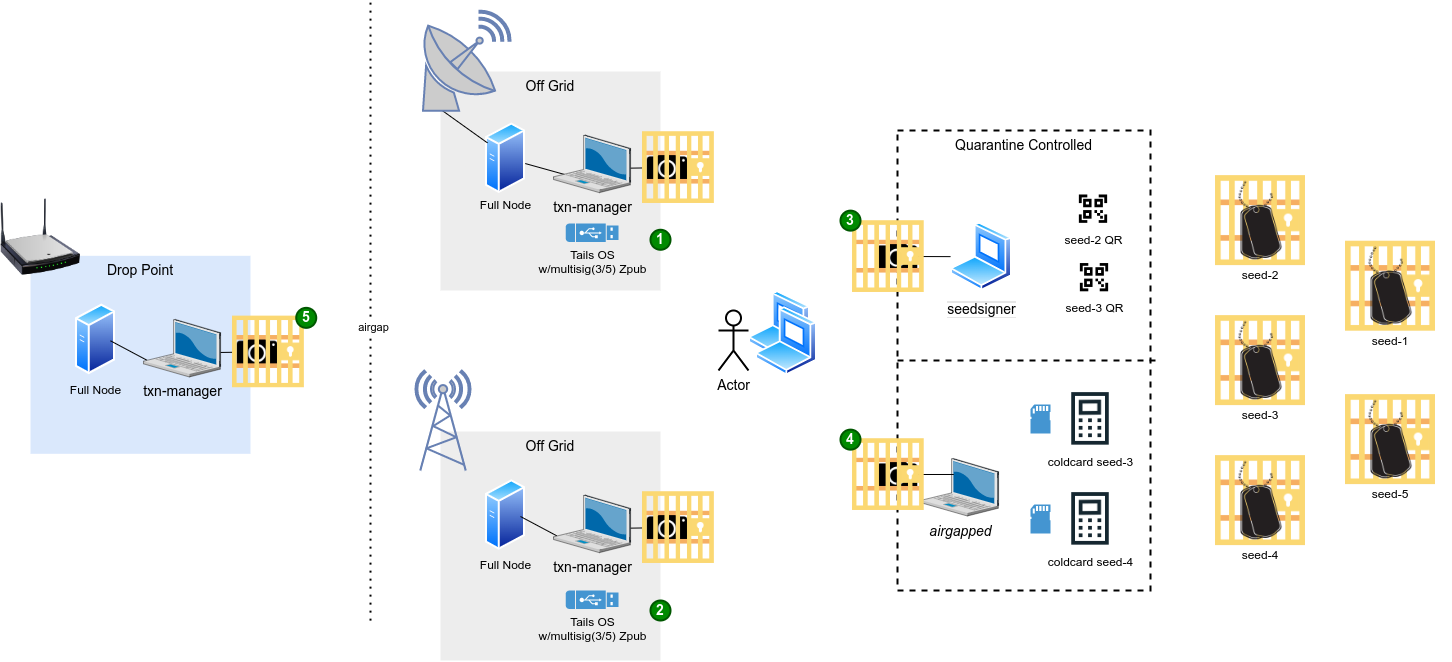 Drop Point
Full Node
txn-manager
5
airgap
Off Grid
Full Node
txn-manager
Tails OS
w/multisig(3/5) Zpub
1
Off Grid
Full Node
txn-manager
Tails OS
w/multisig(3/5) Zpub
2
Actor
Quarantine Controlled
3
seedsigner
seed-2 QR
seed-3 QR
4
airgapped
coldcard seed-3
coldcard seed-4
seed-2
seed-3
seed-4
seed-1
seed-5